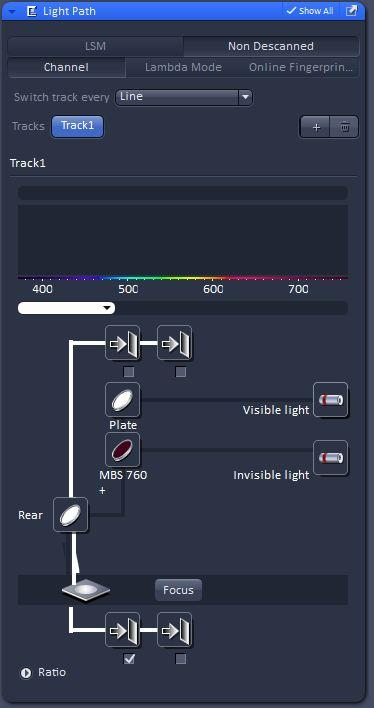 Light Path
Show All
LSM
Non Descanned
Channel
Lambda Mode
Online Fingerprin...
Switch track every
Line
Tracks
Track1
+
Track1
400 500 600 700
Plate
Visible light
MBS 760
+
Invisible light
Rear
Focus
Ratio